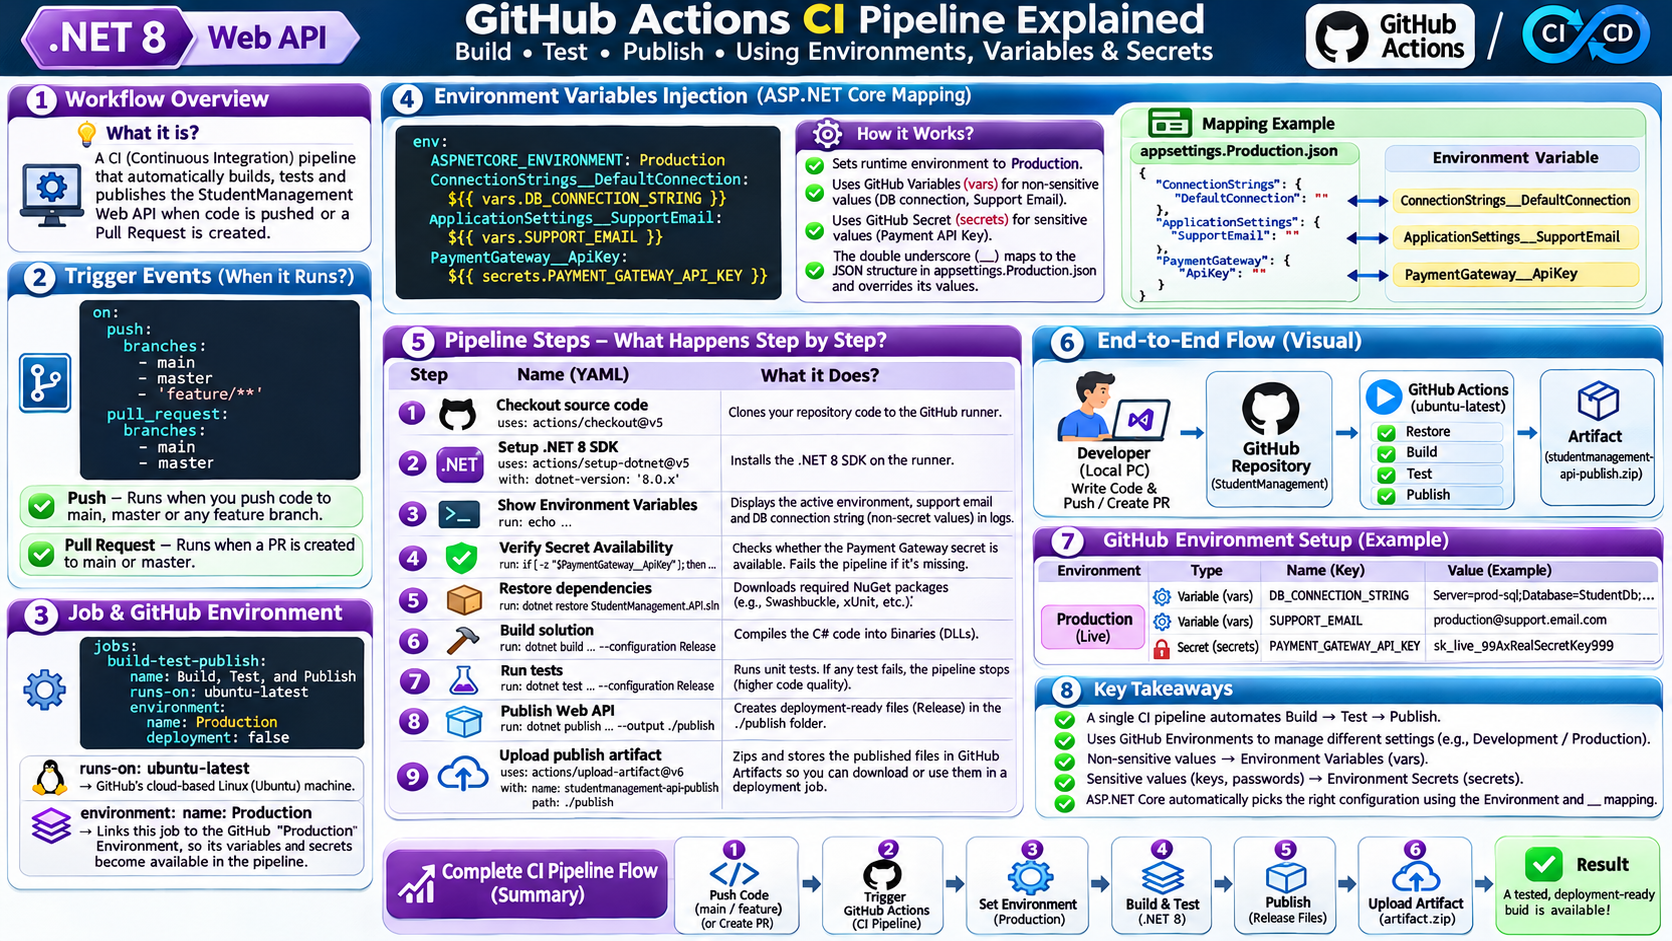 .NET 8 Web API
GitHub Actions CI Pipeline Explained
Build • Test • Publish • Using Environments, Variables & Secrets
GitHub
Actions
/
CI CD
1 Workflow Overview
What it is?
A CI (Continuous Integration) pipeline
that automatically builds, tests and
publishes the StudentManagement
Web API when code is pushed or a
Pull Request is created.
2 Trigger Events (When it Runs?)
on:
push:
branches:
- main
- master
- 'feature/**'
pull_request:
branches:
- main
- master
Push – Runs when you push code to
main, master or any feature branch.
Pull Request – Runs when a PR is created
to main or master.
3 Job & GitHub Environment
jobs:
build-test-publish:
name: Build, Test, and Publish
runs-on: ubuntu-latest
environment:
name: Production
deployment: false
runs-on: ubuntu-latest
→ GitHub's cloud-based Linux (Ubuntu) machine.
environment: name: Production
→ Links this job to the GitHub "Production"
Environment, so its variables and secrets
become available in the pipeline.
4 Environment Variables Injection (ASP.NET Core Mapping)
env:
ASPNETCORE_ENVIRONMENT: Production
ConnectionStrings__DefaultConnection:
${{ vars.DB_CONNECTION_STRING }}
ApplicationSettings__SupportEmail:
${{ vars.SUPPORT_EMAIL }}
PaymentGateway__ApiKey:
${{ secrets.PAYMENT_GATEWAY_API_KEY }}
How it Works?
Sets runtime environment to Production.
Uses GitHub Variables (vars) for non-sensitive
values (DB connection, Support Email).
Uses GitHub Secret (secrets) for sensitive
values (Payment API Key).
The double underscore (__) maps to the
JSON structure in appsettings.Production.json
and overrides its values.
Mapping Example
appsettings.Production.json
{
"ConnectionStrings": {
"DefaultConnection": ""
},
"ApplicationSettings": {
"SupportEmail": ""
},
"PaymentGateway": {
"ApiKey": ""
}
}
Environment Variable
ConnectionStrings__DefaultConnection
ApplicationSettings__SupportEmail
PaymentGateway__ApiKey
5 Pipeline Steps – What Happens Step by Step?
Step Name (YAML) What it Does?
1 Checkout source code
uses: actions/checkout@v5
Clones your repository code to the GitHub runner.
2 .NET Setup .NET 8 SDK
uses: actions/setup-dotnet@v5
with: dotnet-version: '8.0.x'
Installs the .NET 8 SDK on the runner.
3 Show Environment Variables
run: echo ...
Displays the active environment, support email
and DB connection string (non-secret values) in logs.
4 Verify Secret Availability
run: if [ -z "$PaymentGateway__ApiKey" ]; then ...
Checks whether the Payment Gateway secret is
available. Fails the pipeline if it's missing.
5 Restore dependencies
run: dotnet restore StudentManagement.API.sln
Downloads required NuGet packages
(e.g., Swashbuckle, xUnit, etc.).
6 Build solution
run: dotnet build ... --configuration Release
Compiles the C# code into binaries (DLLs).
7 Run tests
run: dotnet test ... --configuration Release
Runs unit tests. If any test fails, the pipeline stops
(higher code quality).
8 Publish Web API
run: dotnet publish ... --output ./publish
Creates deployment-ready files (Release) in the
./publish folder.
9 Upload publish artifact
uses: actions/upload-artifact@v6
with: name: studentmanagement-api-publish
path: ./publish
Zips and stores the published files in GitHub
Artifacts so you can download or use them in a
deployment job.
6 End-to-End Flow (Visual)
Developer
(Local PC)
Write Code &
Push / Create PR
GitHub
Repository
(StudentManagement)
GitHub Actions
(ubuntu-latest)
Restore
Build
Test
Publish
Artifact
(studentmanagement-
api-publish.zip)
7 GitHub Environment Setup (Example)
Environment Type Name (Key) Value (Example)
Production
(Live)
Variable (vars) DB_CONNECTION_STRING Server=prod-sql;Database=StudentDb;...
Variable (vars) SUPPORT_EMAIL production@support.email.com
Secret (secrets) PAYMENT_GATEWAY_API_KEY sk_live_99AxRealSecretKey999
8 Key Takeaways
A single CI pipeline automates Build → Test → Publish.
Uses GitHub Environments to manage different settings (e.g., Development / Production).
Non-sensitive values → Environment Variables (vars).
Sensitive values (keys, passwords) → Environment Secrets (secrets).
ASP.NET Core automatically picks the right configuration using the Environment and __ mapping.
Complete CI Pipeline Flow
(Summary)
1
</>
Push Code
(main / feature)
(or Create PR)
2
Trigger
GitHub Actions
(CI Pipeline)
3
Set Environment
(Production)
4
Build & Test
(.NET 8)
5
Publish
(Release Files)
6
Upload Artifact
(artifact.zip)
Result
A tested, deployment-ready
buid is available!